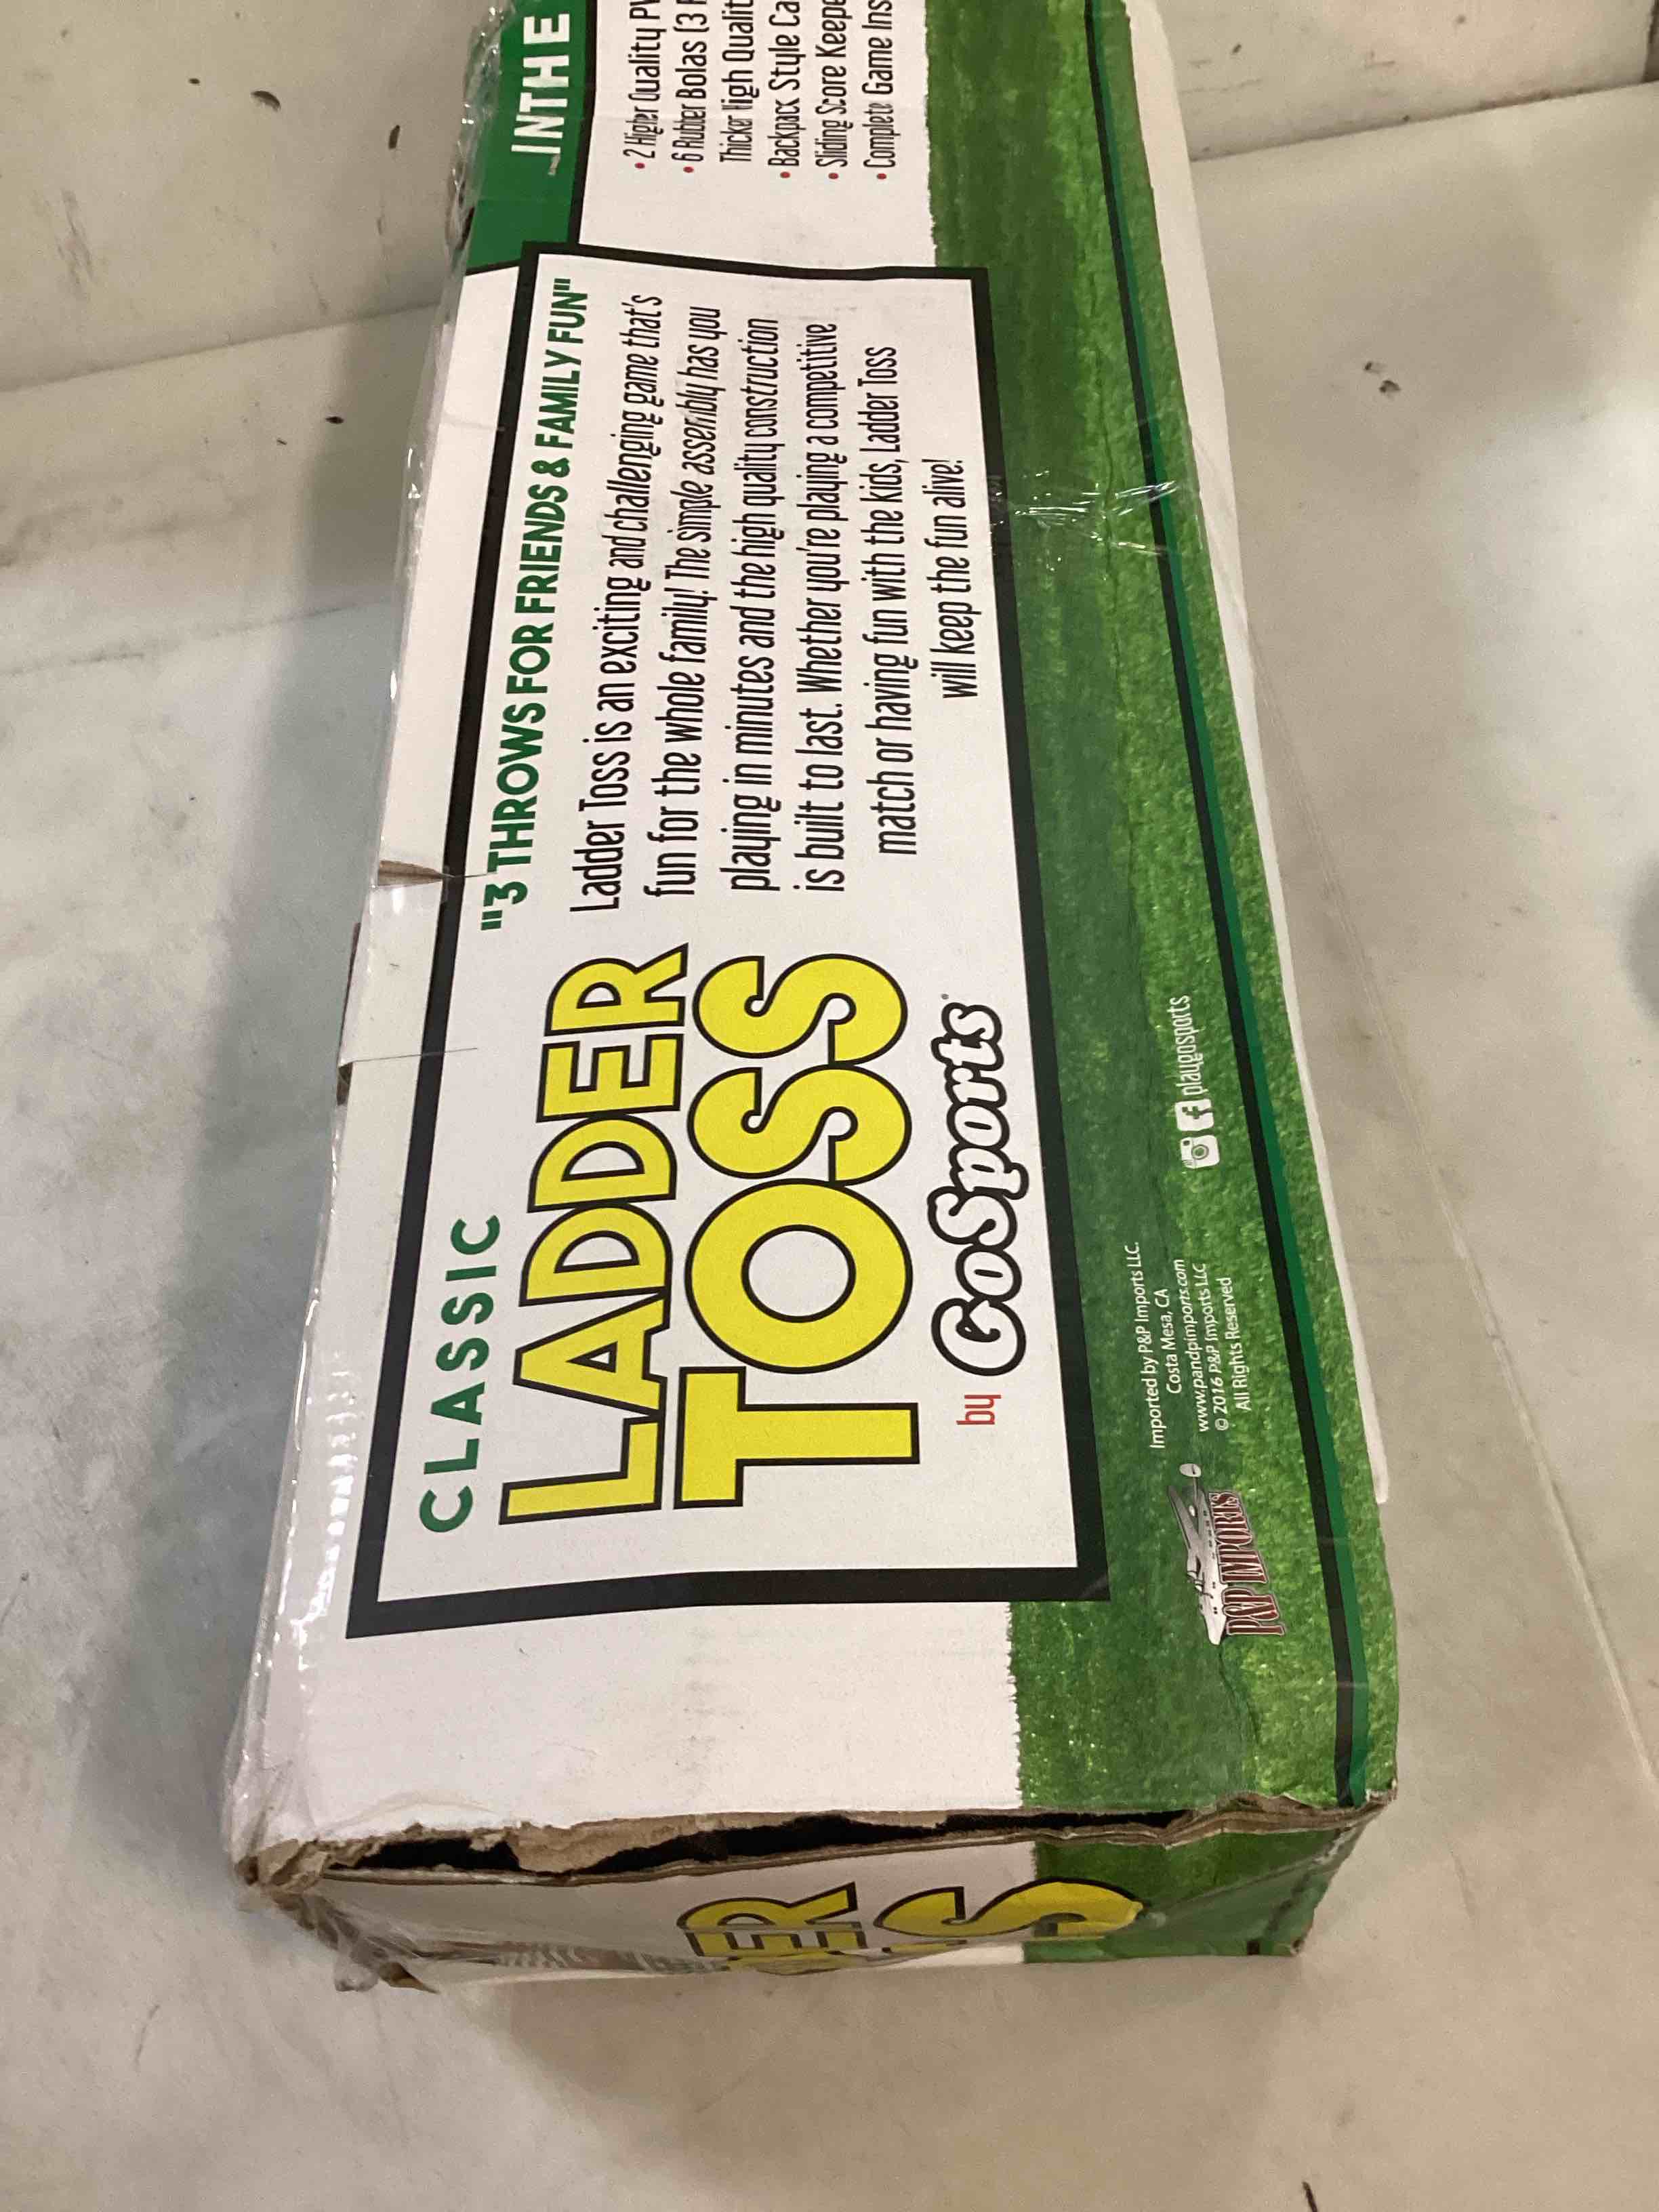 CLASSIC
LADDER
TOSS
by GoSports
"3 THROWS FOR FRIENDS & FAMILY FUN"
Ladder Toss is an exciting and challenging game that's
fun for the whole family! The simple assembly has you
playing in minutes and the high quality construction
is built to last. Whether you're playing a competitive
match or having fun with the kids, Ladder Toss
will keep the fun alive!
IN THE
• 2 Higher Quality
• 6 Rubber Bolas (3
Thicker High
• Backpack Style
• Sliding Score
• Complete Game
P&P IMPORTS
Imported by P&P Imports LLC.
Costa Mesa, CA
www.pandpimports.com
© 2016 P&P Imports LLC
All Rights Reserved
playgosports